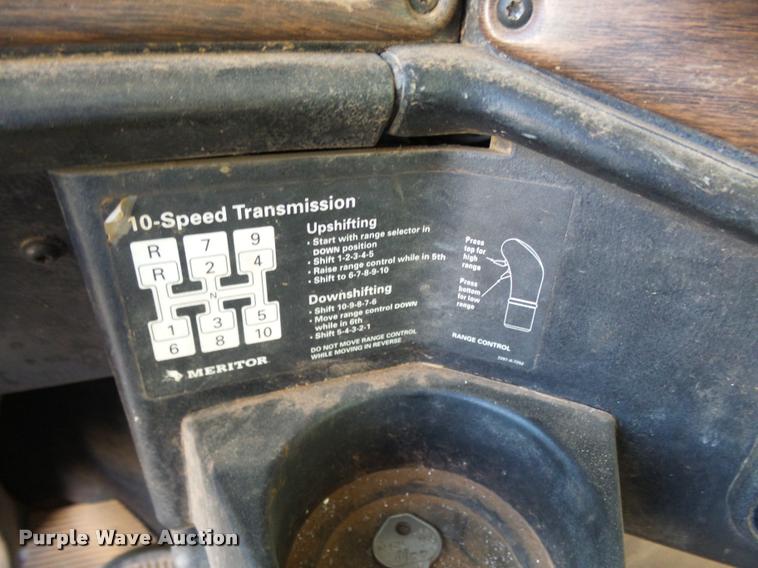 10-Speed Transmission
R 7 9
R 2 4
N
1 3 5
6 8 10
MERITOR
Upshifting
• Start with range selector in
DOWN position
• Shift 1-2-3-4-5
• Raise range control while in 5th
• Shift to 6-7-8-9-10
Downshifting
• Shift 10-9-8-7-6
• Move range control DOWN
while in 6th
• Shift 5-4-3-2-1
DO NOT MOVE RANGE CONTROL
WHILE MOVING IN REVERSE
Press
top for
high
range
Press
bottom
for low
range
RANGE CONTROL
Purple Wave Auction